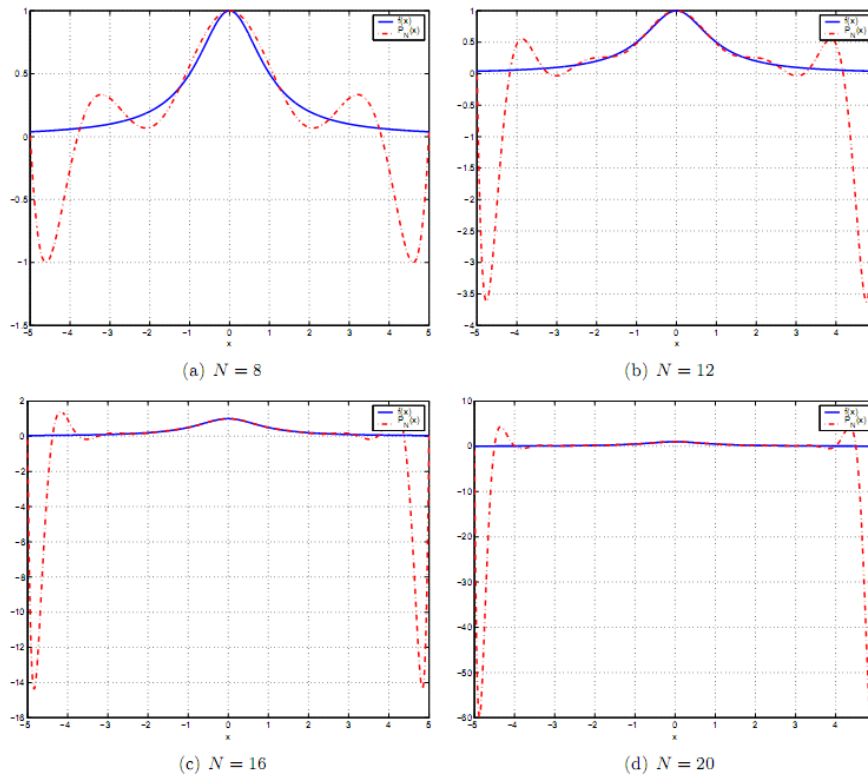 1
0.5
0
0.5
-1
-1.5
-5 -4 -3 -2 -1 0 1 2 3 4 5
x
f(x)
P_N(x)
(a) N = 8
1
0.5
0
-0.5
-1
-1.5
-2
-2.5
-3
-3.5
-4
-5 -4 -3 -2 -1 0 1 2 3 4
x
f(x)
P_N(x)
(b) N = 12
2
0
-2
-4
-6
-8
-10
-12
-14
-16
-5 -4 -3 -2 -1 0 1 2 3 4 5
x
f(x)
P_N(x)
(c) N = 16
10
0
-10
-20
-30
-40
-50
-60
-5 -4 -3 -2 -1 0 1 2 3 4
x
f(x)
P_N(x)
(d) N = 20